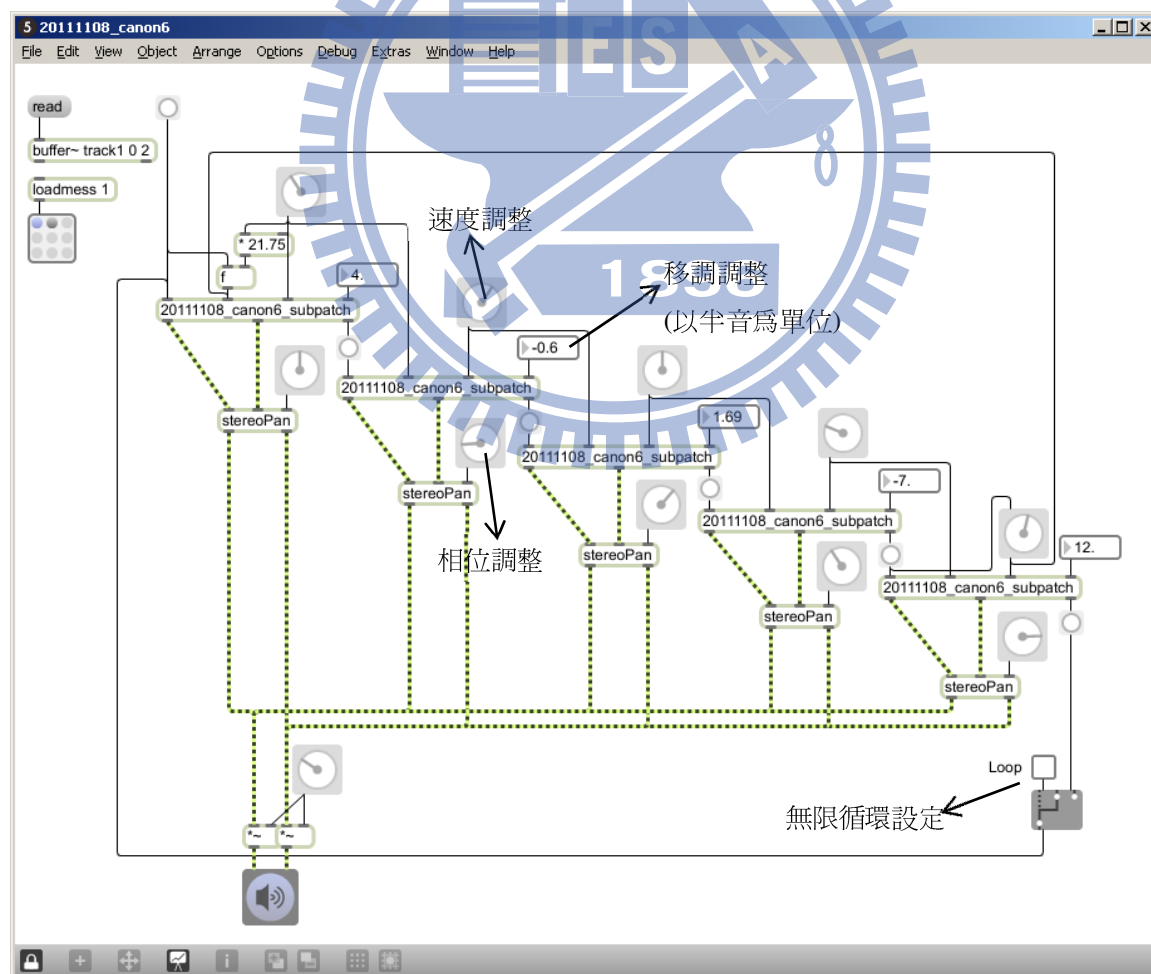 5 20111108_canon6
File Edit View Object Arrange Options Debug Extras Window Help
read
buffer~ track1 0 2
loadmess 1
* 21.75
f
4.
20111108_canon6_subpatch
stereoPan
速度調整
移調調整
(以半音爲單位)
-0.6
20111108_canon6_subpatch
stereoPan
相位調整
1.69
20111108_canon6_subpatch
stereoPan
-7.
20111108_canon6_subpatch
stereoPan
12.
20111108_canon6_subpatch
stereoPan
Loop
無限循環設定
*~ *~
ESA
8
1896